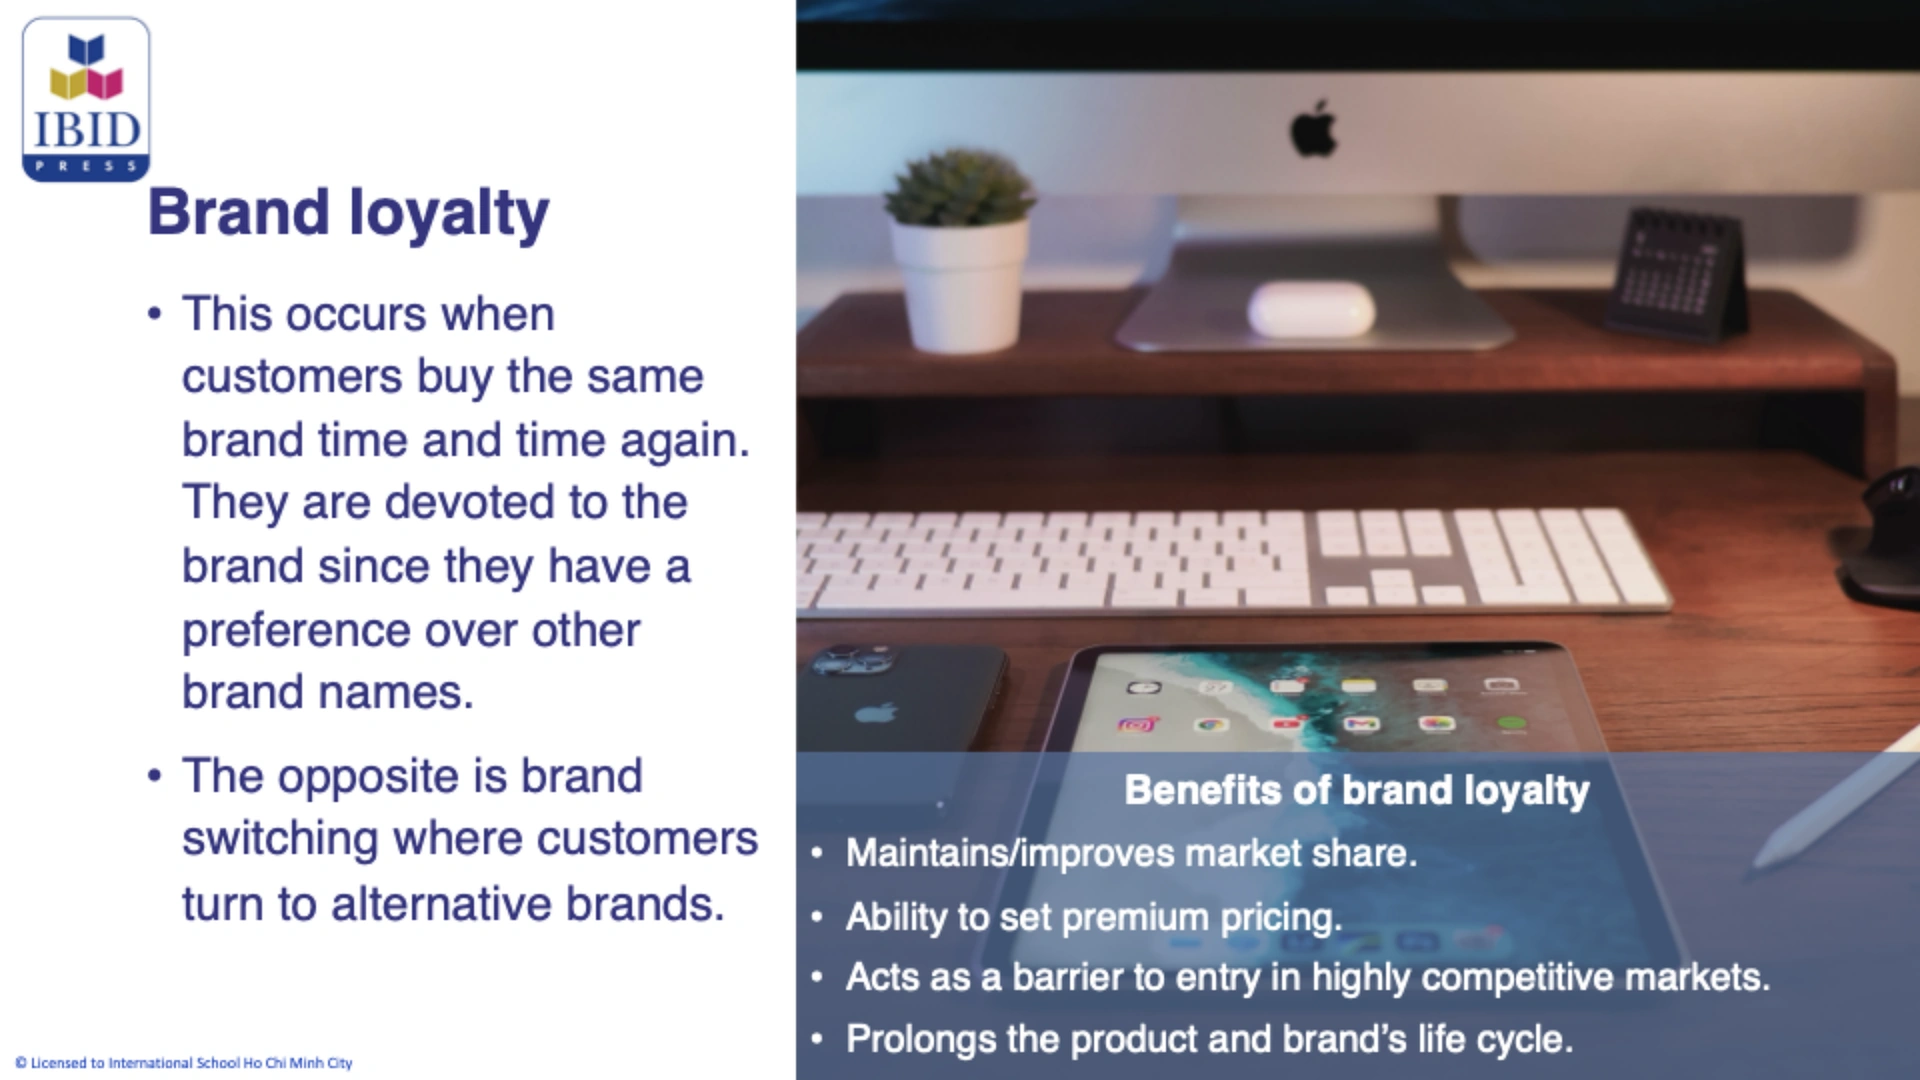 IBID
PRESS
Brand loyalty
• This occurs when
customers buy the same
brand time and time again.
They are devoted to the
brand since they have a
preference over other
brand names.
• The opposite is brand
switching where customers
turn to alternative brands.
Benefits of brand loyalty
• Maintains/improves market share.
• Ability to set premium pricing.
• Acts as a barrier to entry in highly competitive markets.
• Prolongs the product and brand's life cycle.
© Licensed to International School Ho Chi Minh City